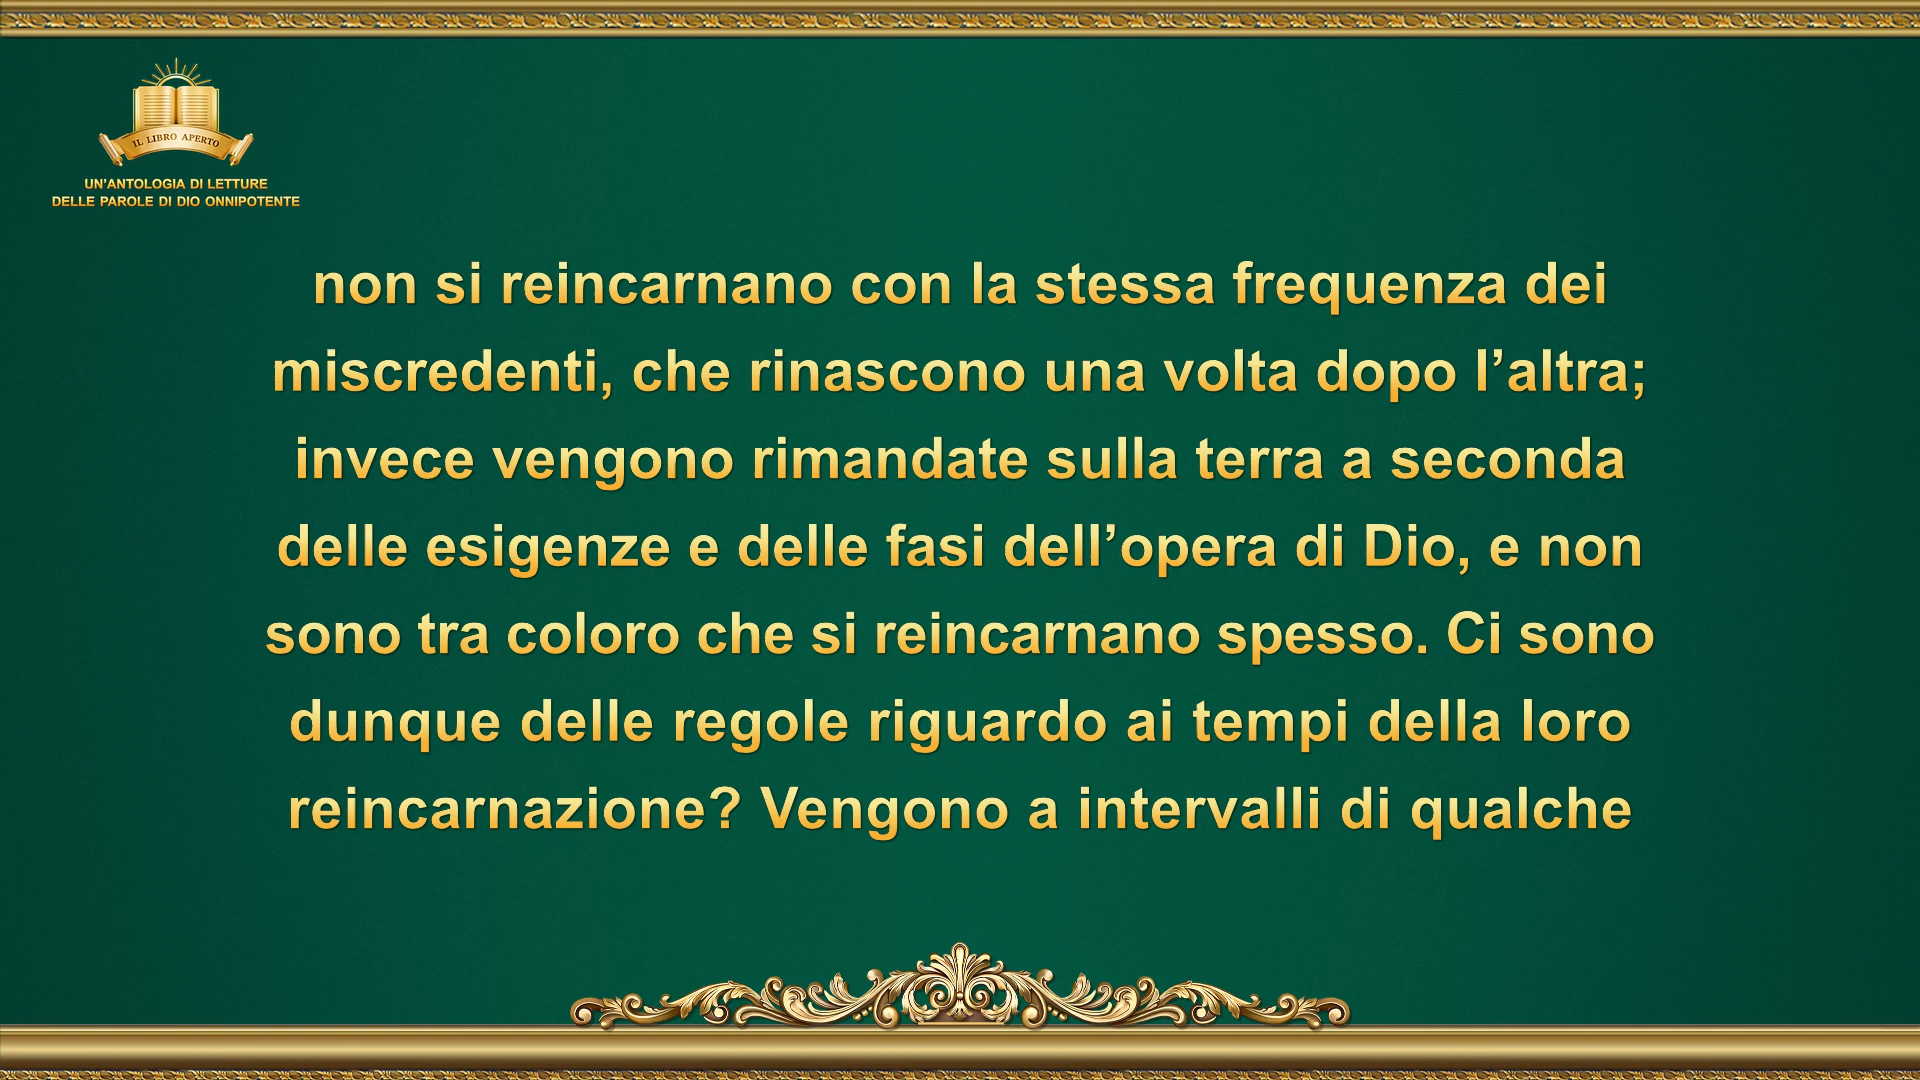 IL LIBRO APERTO
UN'ANTOLOGIA DI LETTURE
DELLE PAROLE DI DIO ONNIPOTENTE
non si reincarnano con la stessa frequenza dei
miscredenti, che rinascono una volta dopo l’altra;
invece vengono rimandate sulla terra a seconda
delle esigenze e delle fasi dell’opera di Dio, e non
sono tra coloro che si reincarnano spesso. Ci sono
dunque delle regole riguardo ai tempi della loro
reincarnazione? Vengono a intervalli di qualche